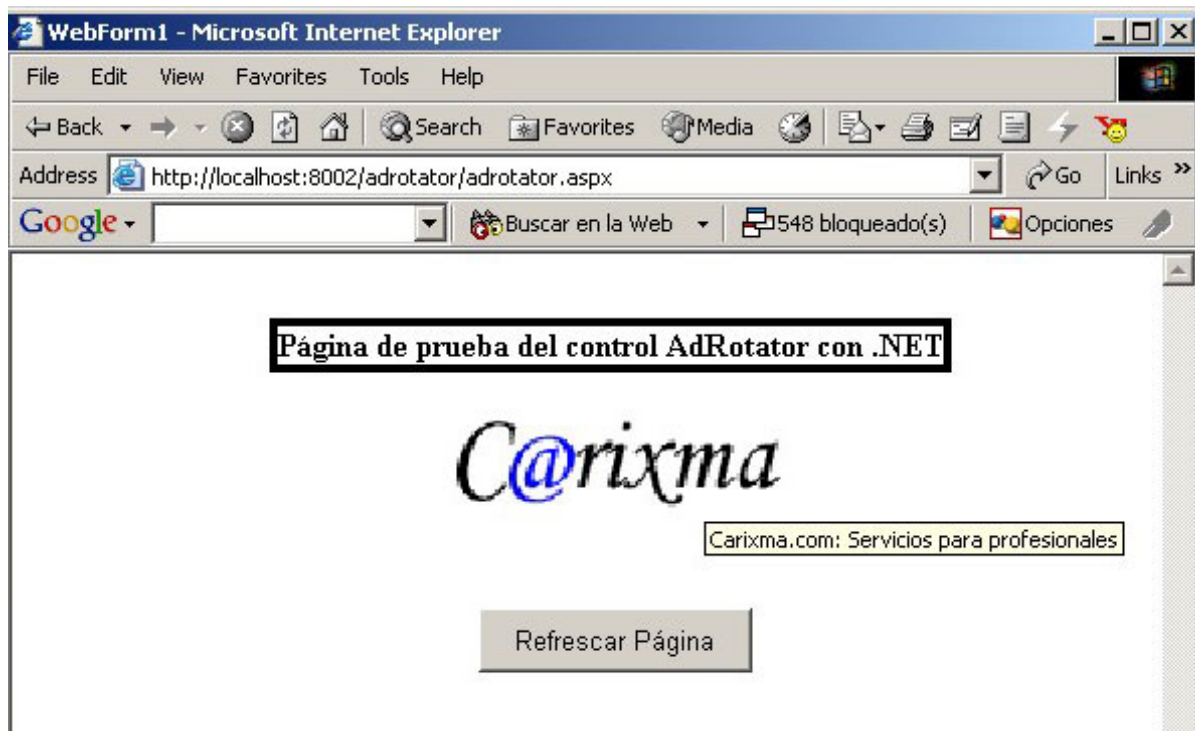 WebForm1 - Microsoft Internet Explorer
File Edit View Favorites Tools Help
Back Search Favorites Media
Address http://localhost:8002/adrotator/adrotator.aspx Go Links »
Google Buscar en la Web 548 bloqueado(s) Opciones
Página de prueba del control AdRotator con .NET
C@rixma
Carixma.com: Servicios para profesionales
Refrescar Página